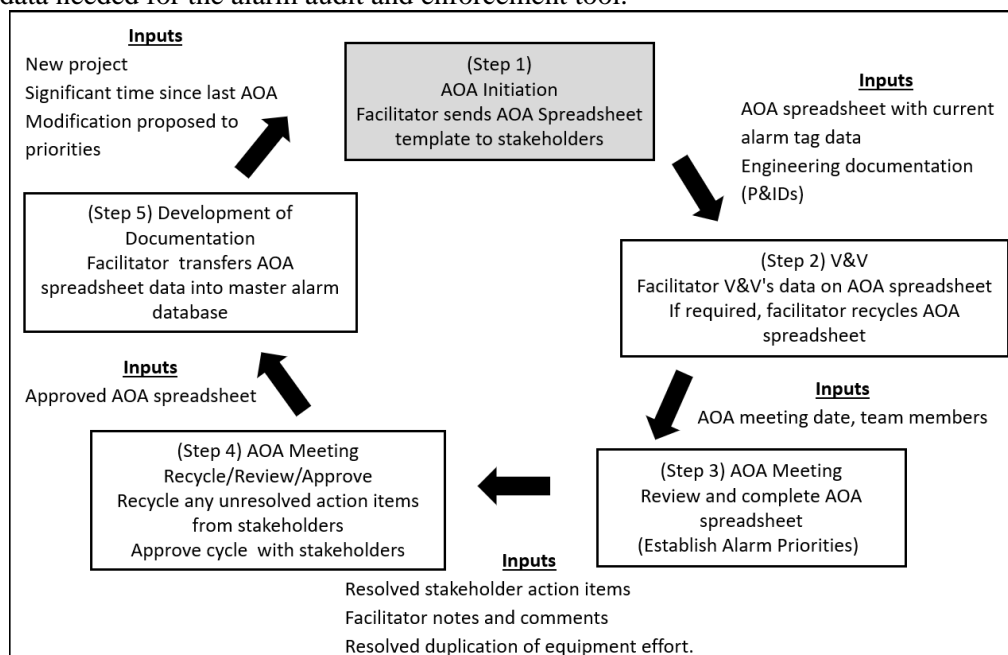 data needed for the alarm audit and enforcement tool.
Inputs
New project
Significant time since last AOA
Modification proposed to
priorities
(Step 1)
AOA Initiation
Facilitator sends AOA Spreadsheet
template to stakeholders
Inputs
AOA spreadsheet with current
alarm tag data
Engineering documentation
(P&IDs)
(Step 2) V&V
Facilitator V&V's data on AOA spreadsheet
If required, facilitator recycles AOA
spreadsheet
Inputs
AOA meeting date, team members
(Step 3) AOA Meeting
Review and complete AOA
spreadsheet
(Establish Alarm Priorities)
Inputs
Resolved stakeholder action items
Facilitator notes and comments
Resolved duplication of equipment effort.
(Step 4) AOA Meeting
Recycle/Review/Approve
Recycle any unresolved action items
from stakeholders
Approve cycle with stakeholders
Inputs
Approved AOA spreadsheet
(Step 5) Development of
Documentation
Facilitator transfers AOA
spreadsheet data into master alarm
database